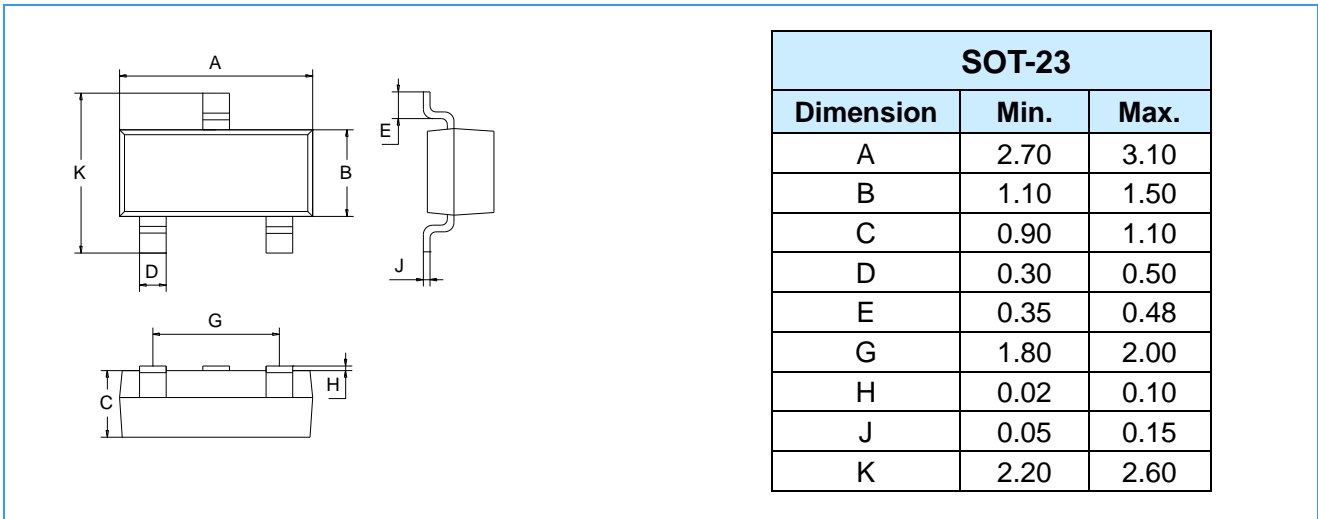 A
K
B
D
E
J
G
C
H
SOT-23
Dimension Min. Max.
A 2.70 3.10
B 1.10 1.50
C 0.90 1.10
D 0.30 0.50
E 0.35 0.48
G 1.80 2.00
H 0.02 0.10
J 0.05 0.15
K 2.20 2.60